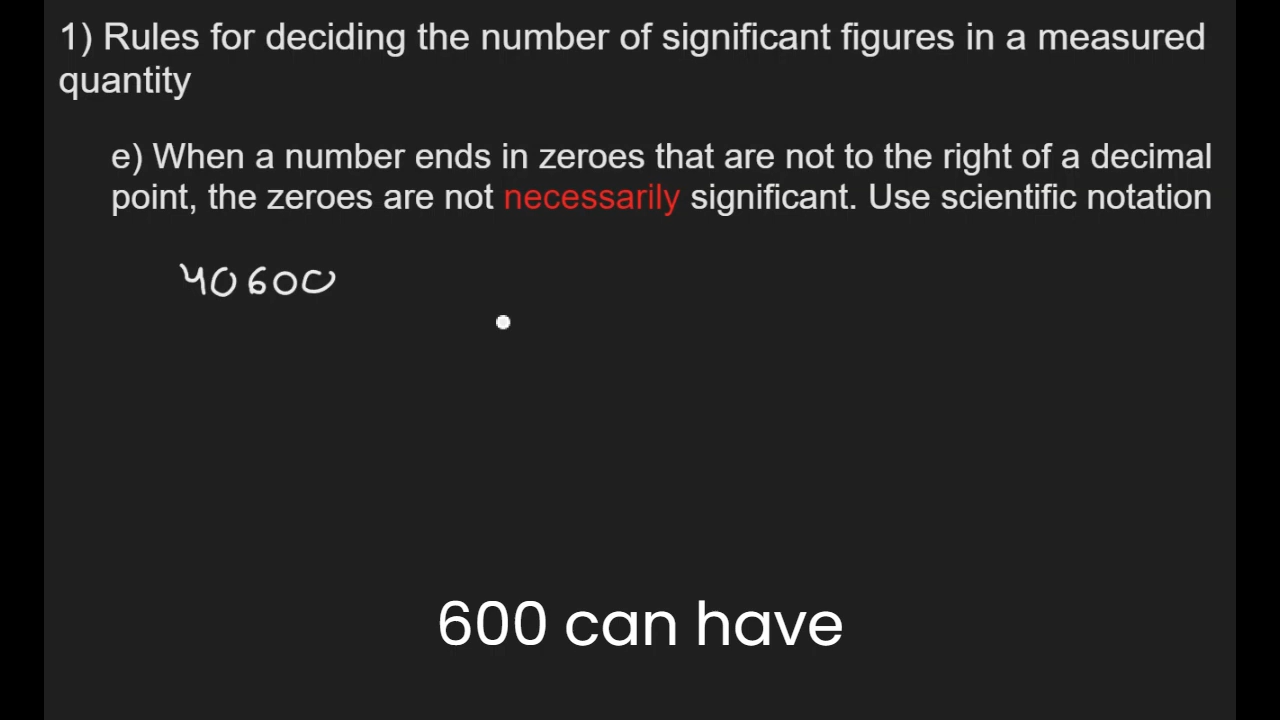 1) Rules for deciding the number of significant figures in a measured
quantity
e) When a number ends in zeroes that are not to the right of a decimal
point, the zeroes are not necessarily significant. Use scientific notation
40600
600 can have